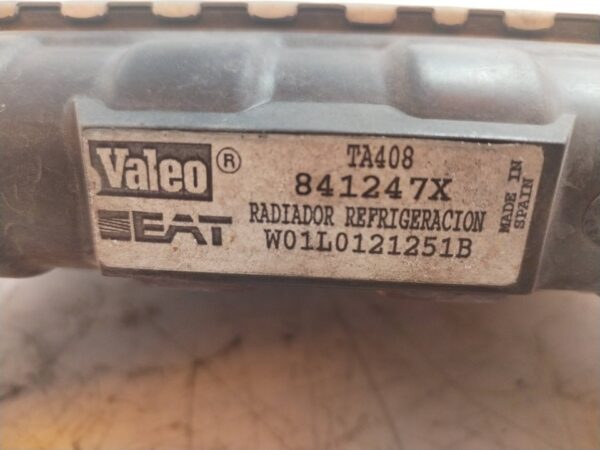 Valeo ®
TA408
841247X
SEAT
RADIADOR REFRIGERACION
W01L0121251B
MADE IN
SPAIN